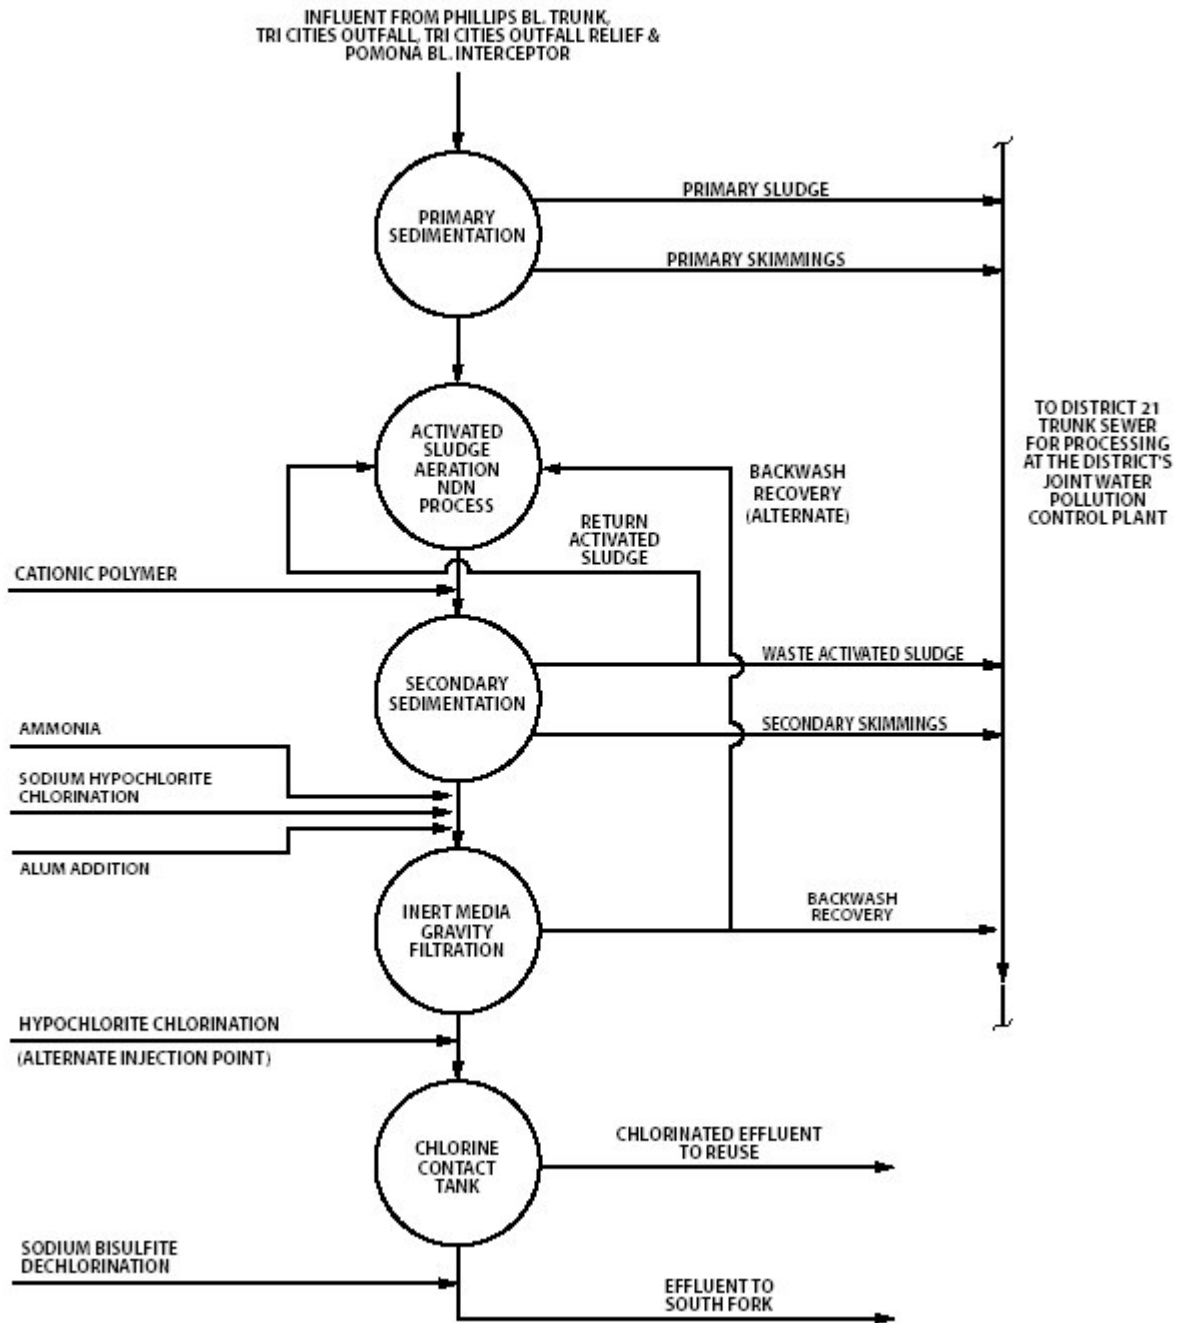 INFLUENT FROM PHILLIPS BL. TRUNK,
TRI CITIES OUTFALL, TRI CITIES OUTFALL RELIEF &
POMONA BL. INTERCEPTOR
PRIMARY
SEDIMENTATION
PRIMARY SLUDGE
PRIMARY SKIMMINGS
TO DISTRICT 21
TRUNK SEWER
FOR PROCESSING
AT THE DISTRICT'S
JOINT WATER
POLLUTION
CONTROL PLANT
ACTIVATED
SLUDGE
AERATION
NDN
PROCESS
BACKWASH
RECOVERY
(ALTERNATE)
RETURN
ACTIVATED
SLUDGE
CATIONIC POLYMER
SECONDARY
SEDIMENTATION
WASTE ACTIVATED SLUDGE
SECONDARY SKIMMINGS
AMMONIA
SODIUM HYPOCHLORITE
CHLORINATION
ALUM ADDITION
INERT MEDIA
GRAVITY
FILTRATION
BACKWASH
RECOVERY
HYPOCHLORITE CHLORINATION
(ALTERNATE INJECTION POINT)
CHLORINE
CONTACT
TANK
CHLORINATED EFFLUENT
TO REUSE
SODIUM BISULFITE
DECHLORINATION
EFFLUENT TO
SOUTH FORK